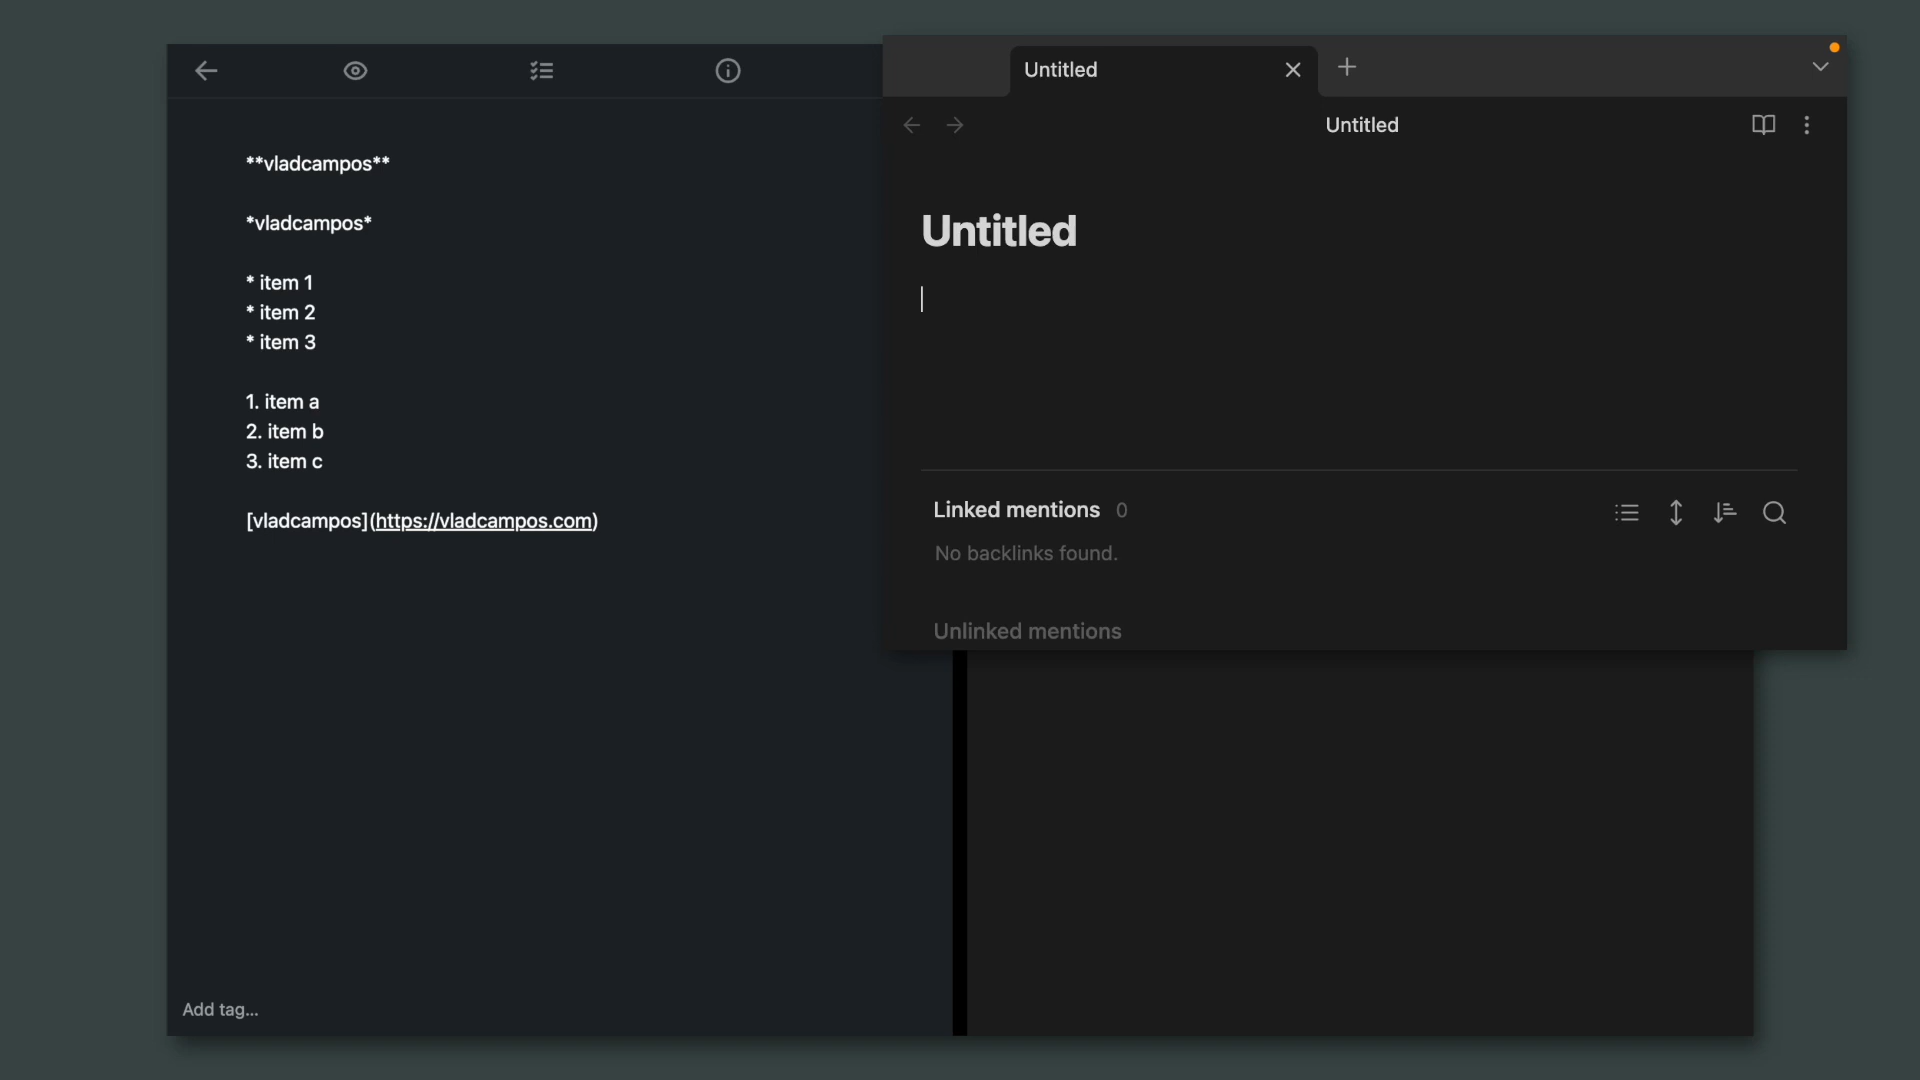 **vladcampos**
*vladcampos*
* item 1
* item 2
* item 3
1. item a
2. item b
3. item c
[vladcampos](https://vladcampos.com)
Add tag...
Untitled
Untitled
Untitled
Linked mentions 0
No backlinks found.
Unlinked mentions